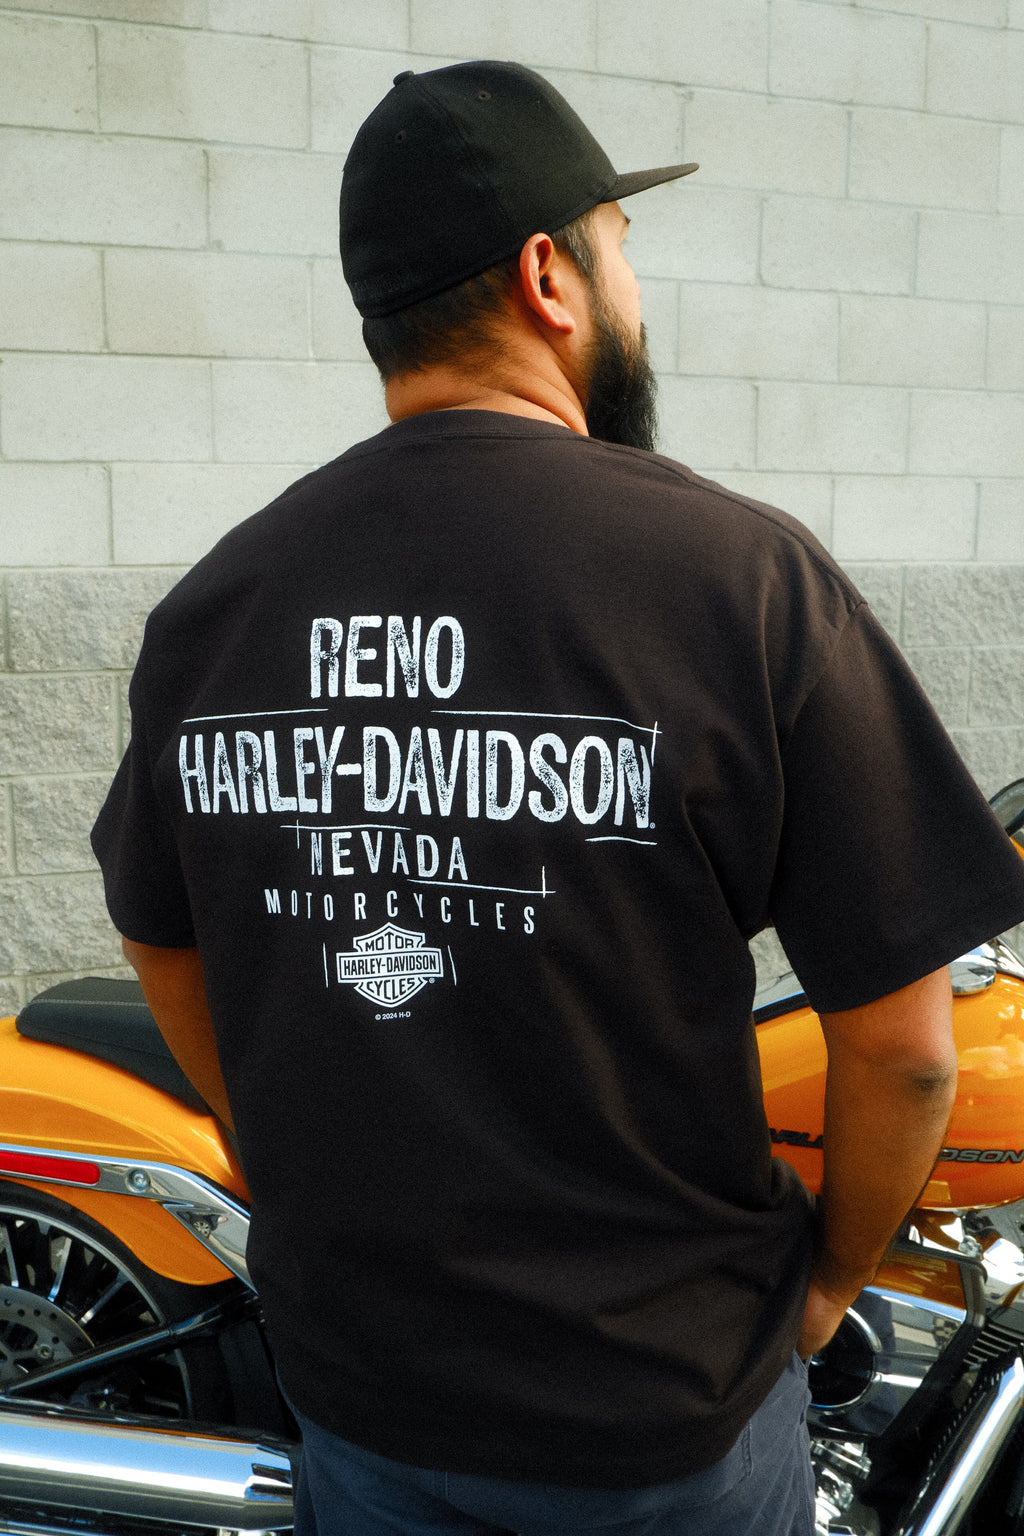 RENO
HARLEY-DAVIDSON
NEVADA
MOTORCYCLES
MOTOR
HARLEY-DAVIDSON
CYCLES
®
© 2024 H-D